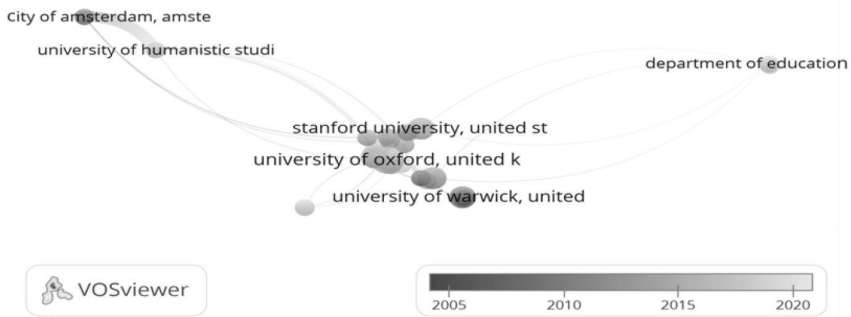 City of amsterdam, amste
university of humanistic studi
department of education
stanford university, united st
university of oxford, united k
university of warwick, united
VOSviewer
2005 2010 2015 2020